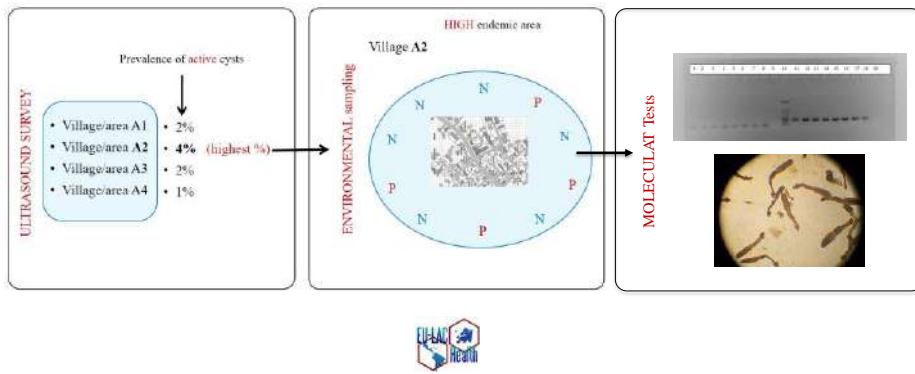 ULTRASOUND SURVEY
Prevalence of active cysts
• Village/area A1 • 2%
• Village/area A2 • 4% (highest %)
• Village/area A3 • 2%
• Village/area A4 • 1%
ENVIRONMENTAL sampling
HIGH endemic area
Village A2
N
N
P
N
N
P
P
N
N
P
MOLECULAT Tests
EU-LAC
Health